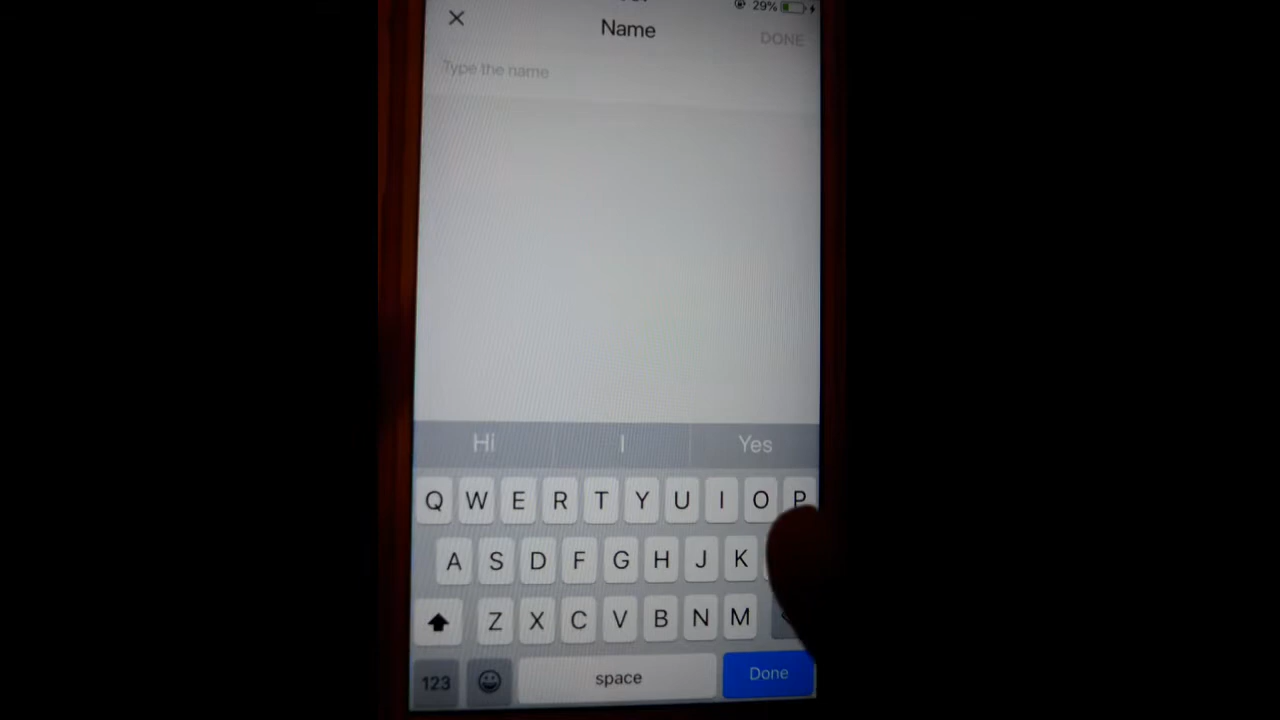 29%
Name
DONE
Type the name
Hi I Yes
Q W E R T Y U I O P
A S D F G H J K
Z X C V B N M
123 space Done